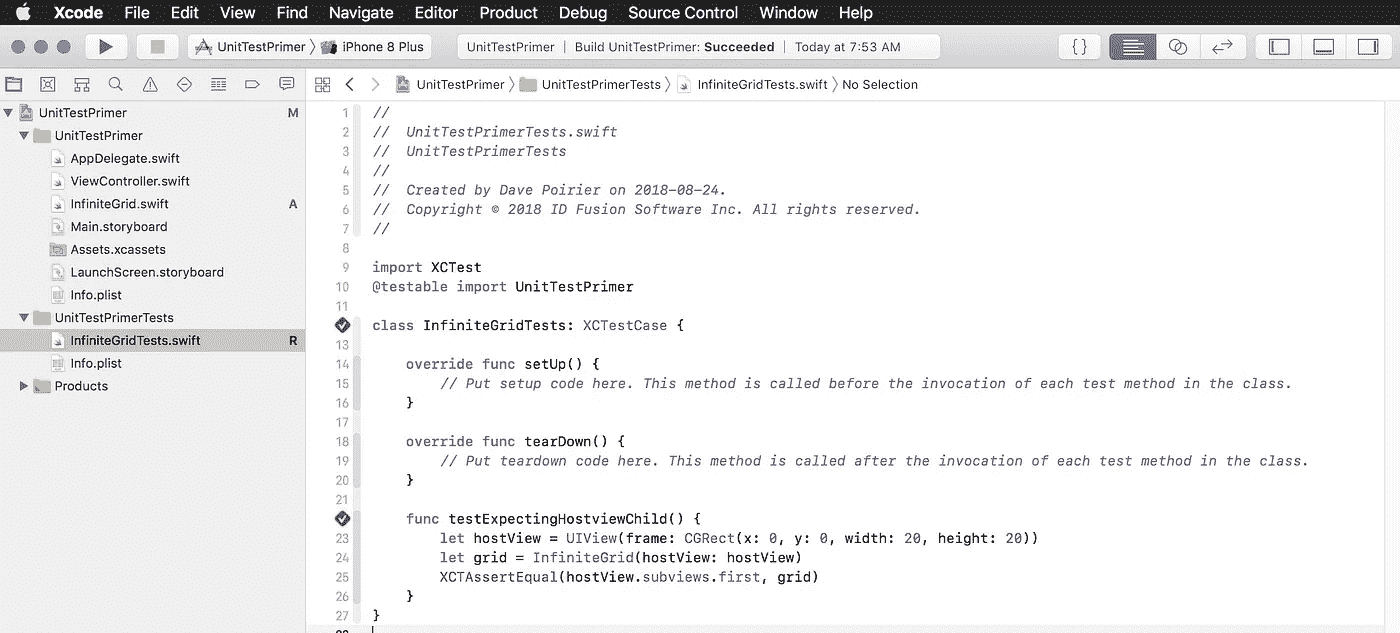 Xcode File Edit View Find Navigate Editor Product Debug Source Control Window Help
UnitTestPrimer 〉 iPhone 8 Plus UnitTestPrimer | Build UnitTestPrimer: Succeeded | Today at 7:53 AM {}
UnitTestPrimer 〉 UnitTestPrimerTests 〉 InfiniteGridTests.swift 〉 No Selection
UnitTestPrimer M
UnitTestPrimer
AppDelegate.swift
ViewController.swift
InfiniteGrid.swift A
Main.storyboard
Assets.xcassets
LaunchScreen.storyboard
Info.plist
UnitTestPrimerTests
InfiniteGridTests.swift R
Info.plist
Products
1 //
2 //  UnitTestPrimerTests.swift
3 //  UnitTestPrimerTests
4 //
5 //  Created by Dave Poirier on 2018-08-24.
6 //  Copyright © 2018 ID Fusion Software Inc. All rights reserved.
7 //
8
9 import XCTest
10 @testable import UnitTestPrimer
11
class InfiniteGridTests: XCTestCase {
13
14     override func setUp() {
15         // Put setup code here. This method is called before the invocation of each test method in the class.
16     }
17
18     override func tearDown() {
19         // Put teardown code here. This method is called after the invocation of each test method in the class.
20     }
21
    func testExpectingHostviewChild() {
23         let hostView = UIView(frame: CGRect(x: 0, y: 0, width: 20, height: 20))
24         let grid = InfiniteGrid(hostView: hostView)
25         XCTAssertEqual(hostView.subviews.first, grid)
26     }
27 }